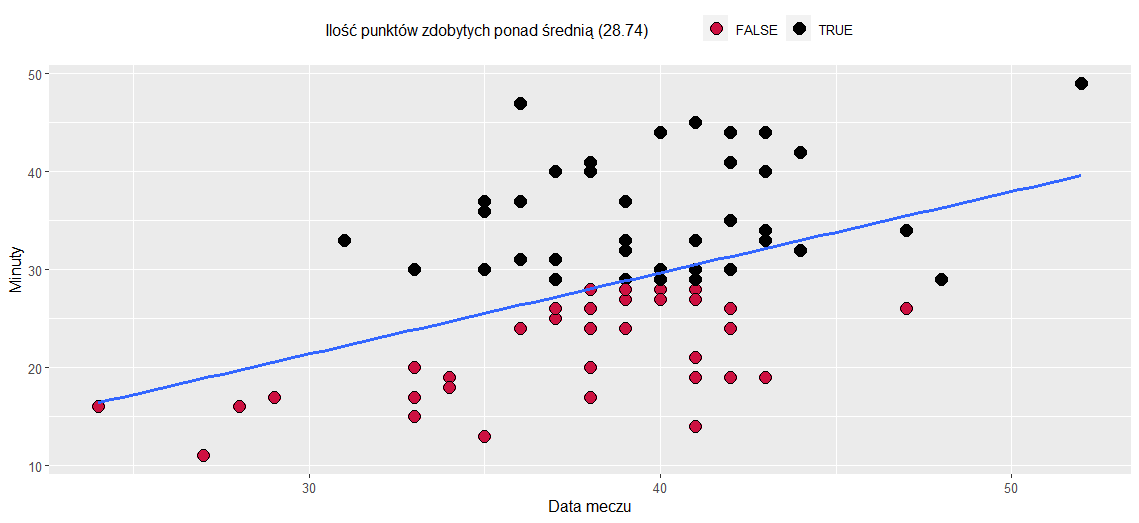 Ilość punktów zdobytych ponad średnią (28.74) FALSE TRUE
50
40
30
20
10
Minuty
30 40 50
Data meczu